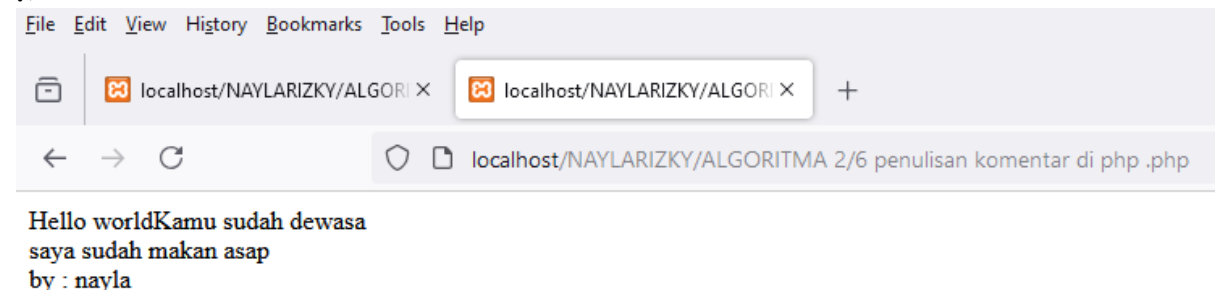 File Edit View History Bookmarks Tools Help
localhost/NAYLARIZKY/ALGORI localhost/NAYLARIZKY/ALGORI
localhost/NAYLARIZKY/ALGORITMA 2/6 penulisan komentar di php .php
Hello worldKamu sudah dewasa
saya sudah makan asap
by : nayla